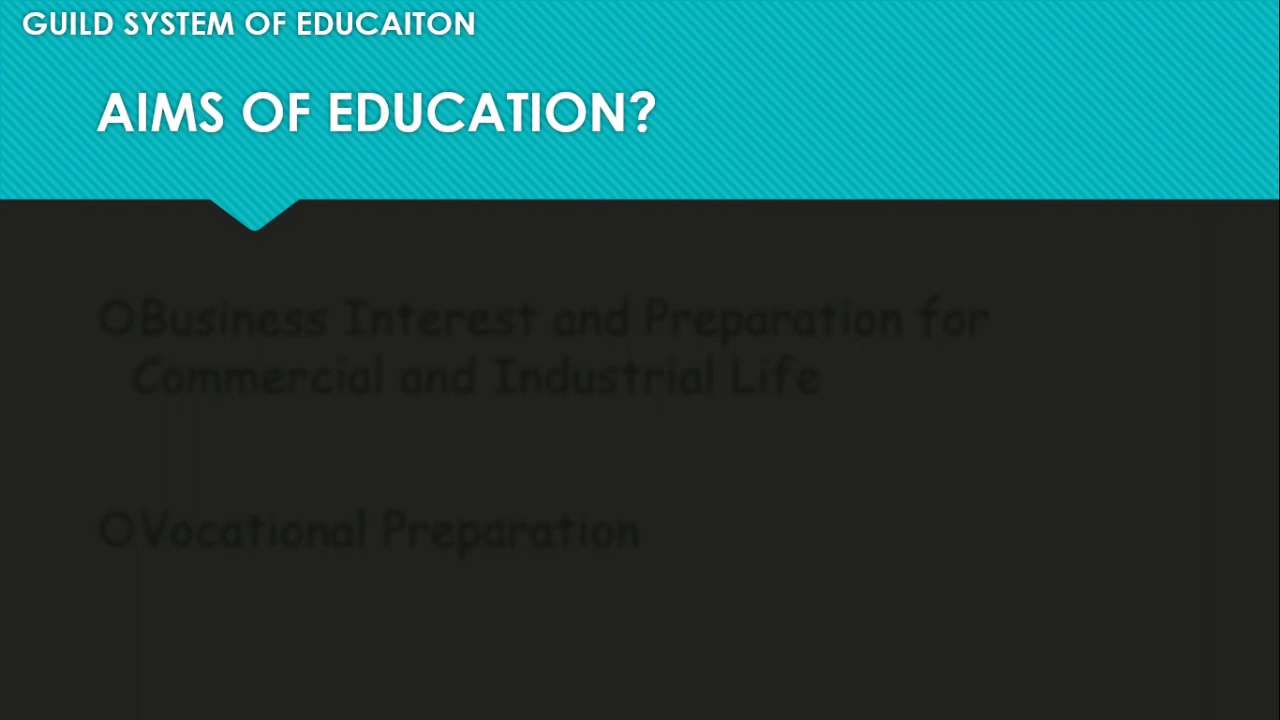 GUILD SYSTEM OF EDUCAITON
AIMS OF EDUCATION?
Business Interest and Preparation for
Commercial and Industrial Life
Vocational Preparation